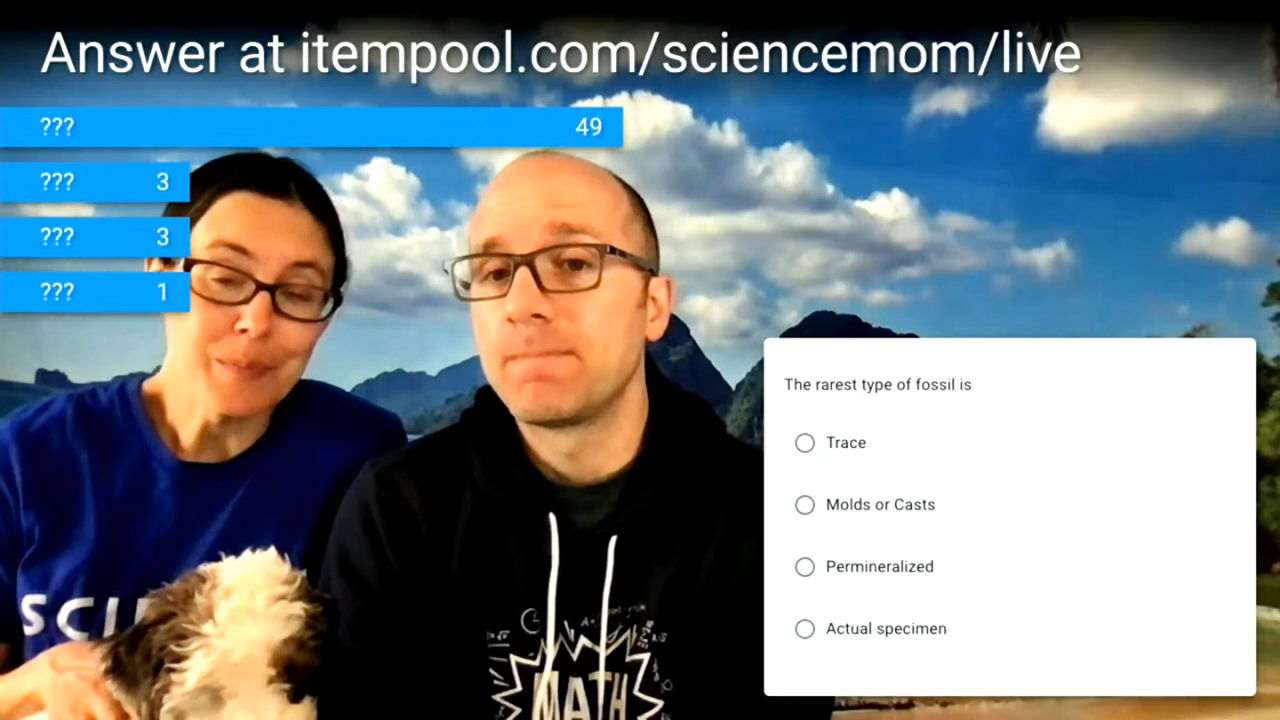 Answer at itempool.com/sciencemom/live
??? 49
??? 3
??? 3
??? 1
The rarest type of fossil is
Trace
Molds or Casts
Permineralized
Actual specimen
SCI
MATH